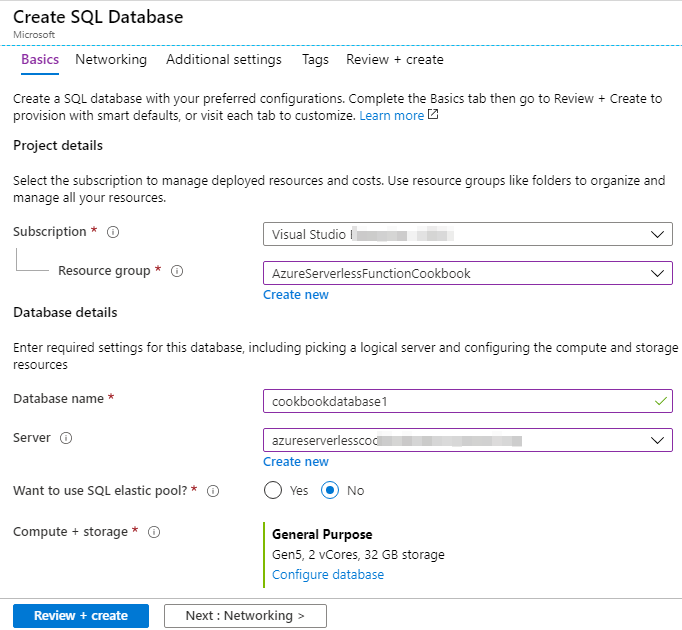 Create SQL Database
Microsoft
Basics Networking Additional settings Tags Review + create
Create a SQL database with your preferred configurations. Complete the Basics tab then go to Review + Create to
provision with smart defaults, or visit each tab to customize. Learn more
Project details
Select the subscription to manage deployed resources and costs. Use resource groups like folders to organize and
manage all your resources.
Subscription *
Visual Studio
Resource group *
AzureServerlessFunctionCookbook
Create new
Database details
Enter required settings for this database, including picking a logical server and configuring the compute and storage
resources
Database name *
cookbookdatabase1
Server
Create new
Want to use SQL elastic pool? *
Yes No
Compute + storage *
General Purpose
Gen5, 2 vCores, 32 GB storage
Configure database
Review + create Next : Networking >